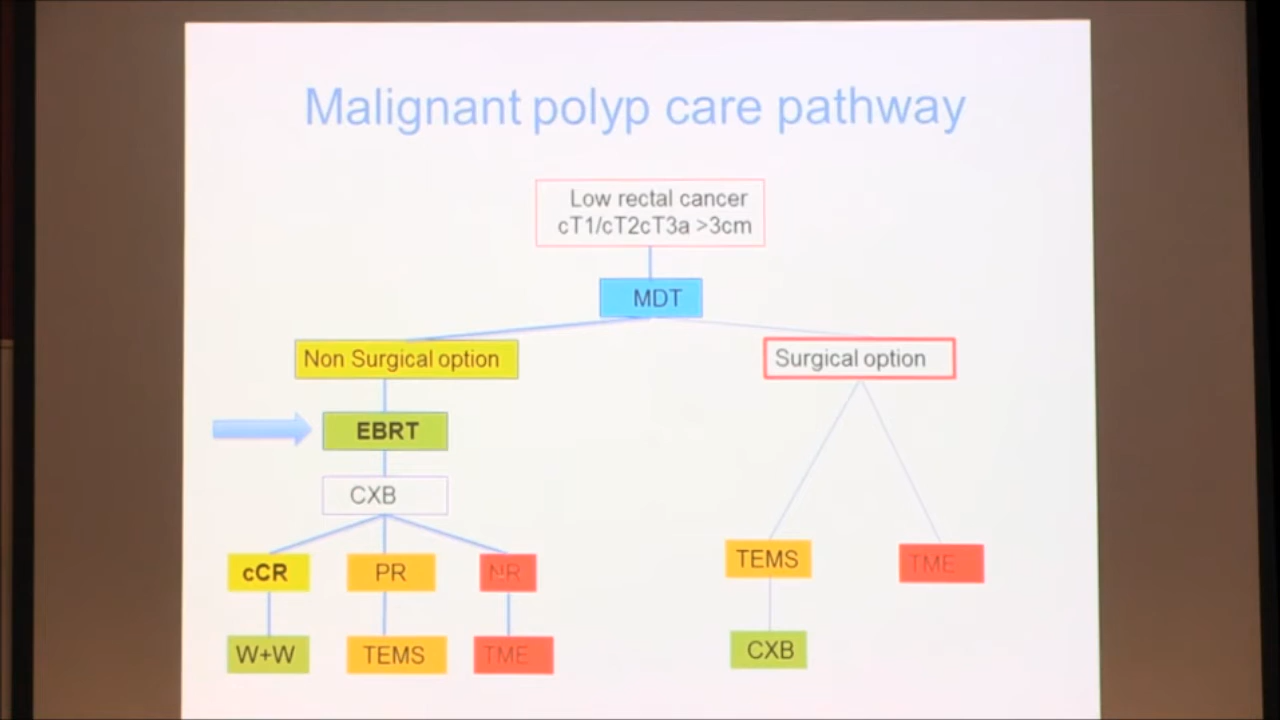 Malignant polyp care pathway
Low rectal cancer
cT1/cT2cT3a >3cm
MDT
Non Surgical option
Surgical option
EBRT
CXB
cCR
PR
NR
TEMS
TME
W+W
TEMS
TME
CXB